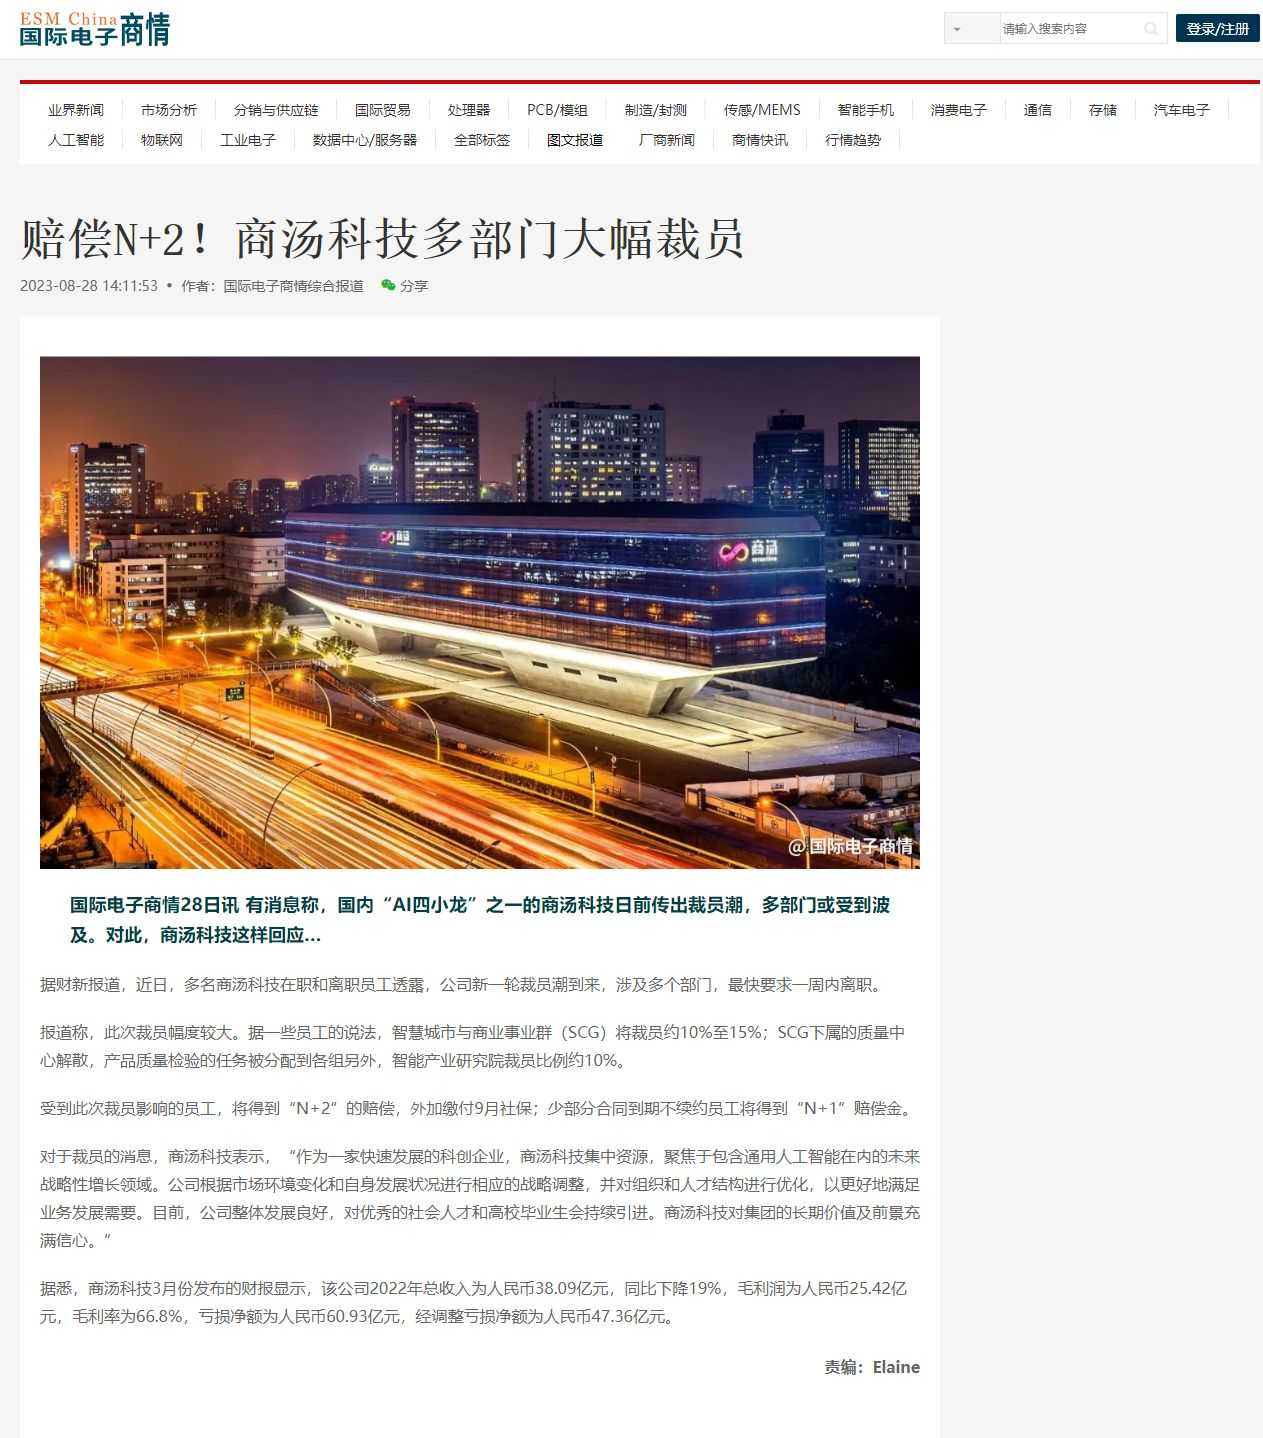 ESM China
国际电子商情
请输入搜索内容
登录/注册
业界新闻 市场分析 分销与供应链 国际贸易 处理器 PCB/模组 制造/封测 传感/MEMS 智能手机 消费电子 通信 存储 汽车电子
人工智能 物联网 工业电子 数据中心/服务器 全部标签 图文报道 厂商新闻 商情快讯 行情趋势
赔偿N+2！商汤科技多部门大幅裁员
2023-08-28 14:11:53 • 作者：国际电子商情综合报道 分享
商汤
商汤
@ 国际电子商情
国际电子商情28日讯 有消息称，国内“AI四小龙”之一的商汤科技日前传出裁员潮，多部门或受到波
及。对此，商汤科技这样回应...
据财新报道，近日，多名商汤科技在职和离职员工透露，公司新一轮裁员潮到来，涉及多个部门，最快要求一周内离职。
报道称，此次裁员幅度较大。据一些员工的说法，智慧城市与商业事业群（SCG）将裁员约10%至15%；SCG下属的质量中
心解散，产品质量检验的任务被分配到各组另外，智能产业研究院裁员比例约10%。
受到此次裁员影响的员工，将得到“N+2”的赔偿，外加缴付9月社保；少部分合同到期不续约员工将得到“N+1”赔偿金。
对于裁员的消息，商汤科技表示，“作为一家快速发展的科创企业，商汤科技集中资源，聚焦于包含通用人工智能在内的未来
战略性增长领域。公司根据市场环境变化和自身发展状况进行相应的战略调整，并对组织和人才结构进行优化，以更好地满足
业务发展需要。目前，公司整体发展良好，对优秀的社会人才和高校毕业生会持续引进。商汤科技对集团的长期价值及前景充
满信心。“
据悉，商汤科技3月份发布的财报显示，该公司2022年总收入为人民币38.09亿元，同比下降19%，毛利润为人民币25.42亿
元，毛利率为66.8%，亏损净额为人民币60.93亿元，经调整亏损净额为人民币47.36亿元。
责编：Elaine